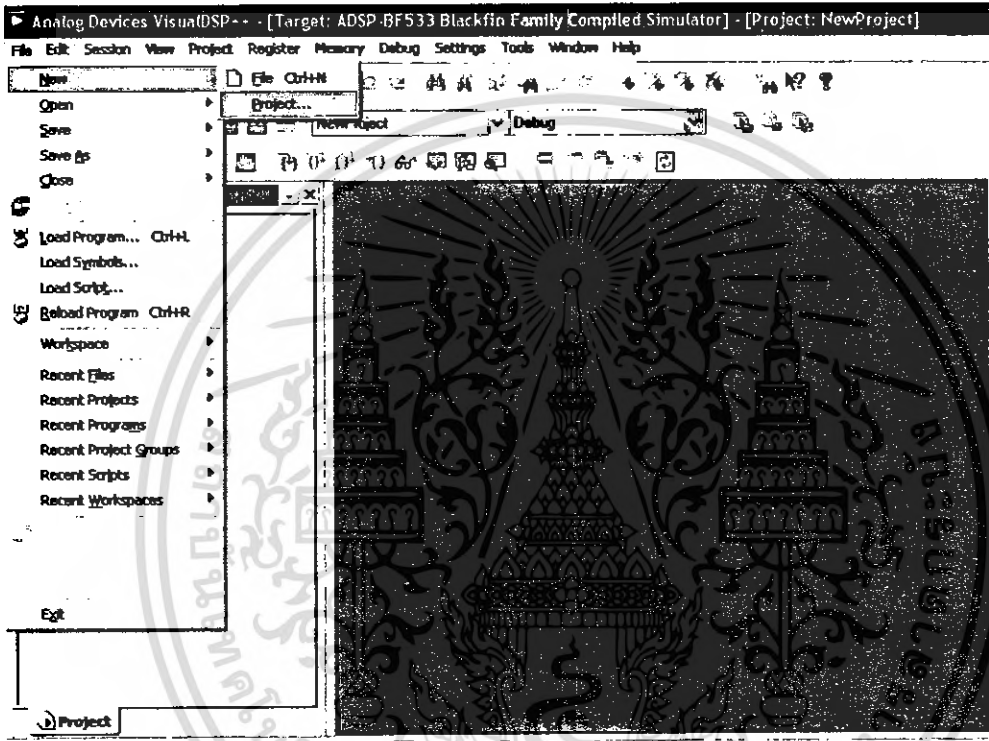 Analog Devices VisualDSP++ - [Target: ADSP-BF533 Blackfin Family Compiled Simulator] - [Project: NewProject]
File Edit Session View Project Register Memory Debug Settings Tools Window Help
New
File Ctrl+N
Open
Project...
Save
Debug
Save As
Close
Load Program... Ctrl+L
Load Symbols...
Load Script...
Reload Program Ctrl+R
Workspace
Recent Files
Recent Projects
Recent Programs
Recent Project Groups
Recent Scripts
Recent Workspaces
Exit
Project